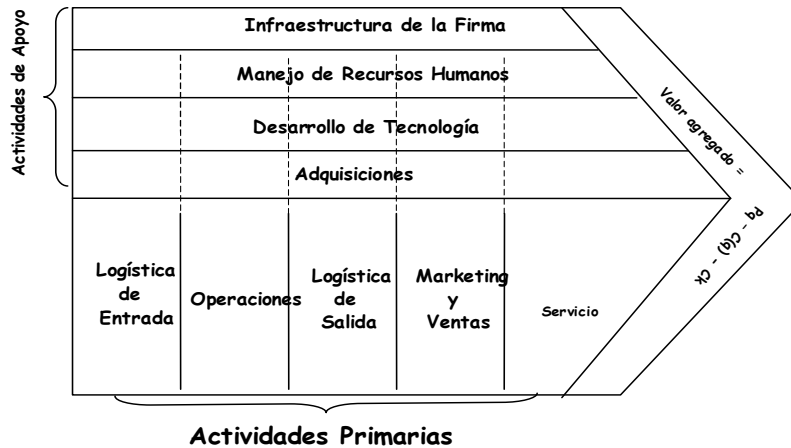 Actividades de Apoyo
Infraestructura de la Firma
Manejo de Recursos Humanos
Desarrollo de Tecnología
Adquisiciones
Valor agregado =
Pq - C(q) - Ck
Logística
de
Entrada
Operaciones
Logística
de
Salida
Marketing
y
Ventas
Servicio
Actividades Primarias